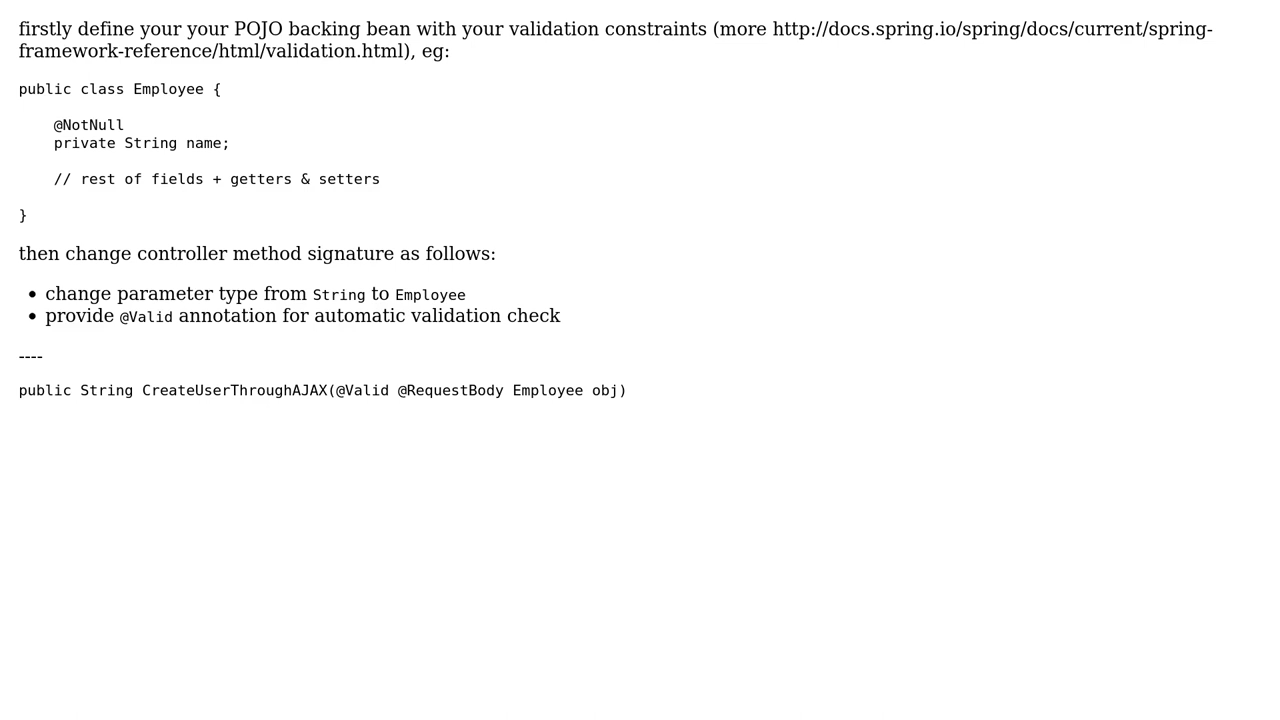 firstly define your your POJO backing bean with your validation constraints (more http://docs.spring.io/spring/docs/current/spring-
framework-reference/html/validation.html), eg:
public class Employee {
@NotNull
private String name;
// rest of fields + getters & setters
}
then change controller method signature as follows:
• change parameter type from String to Employee
• provide @Valid annotation for automatic validation check
----
public String CreateUserThroughAJAX(@Valid @RequestBody Employee obj)